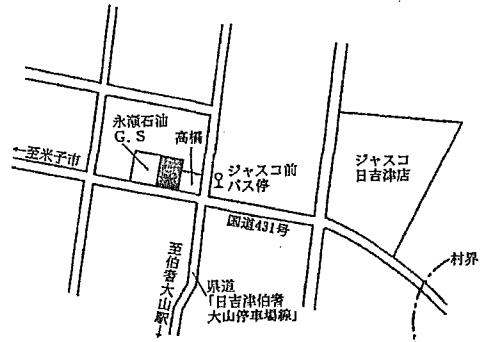 永瀬石油
G.S
高橋
←至米子市
ジャスコ前
バス停
ジャスコ
日吉津店
国道431号
至伯耆大山駅→
県道
「日吉津伯耆
大山停車場線」
村界